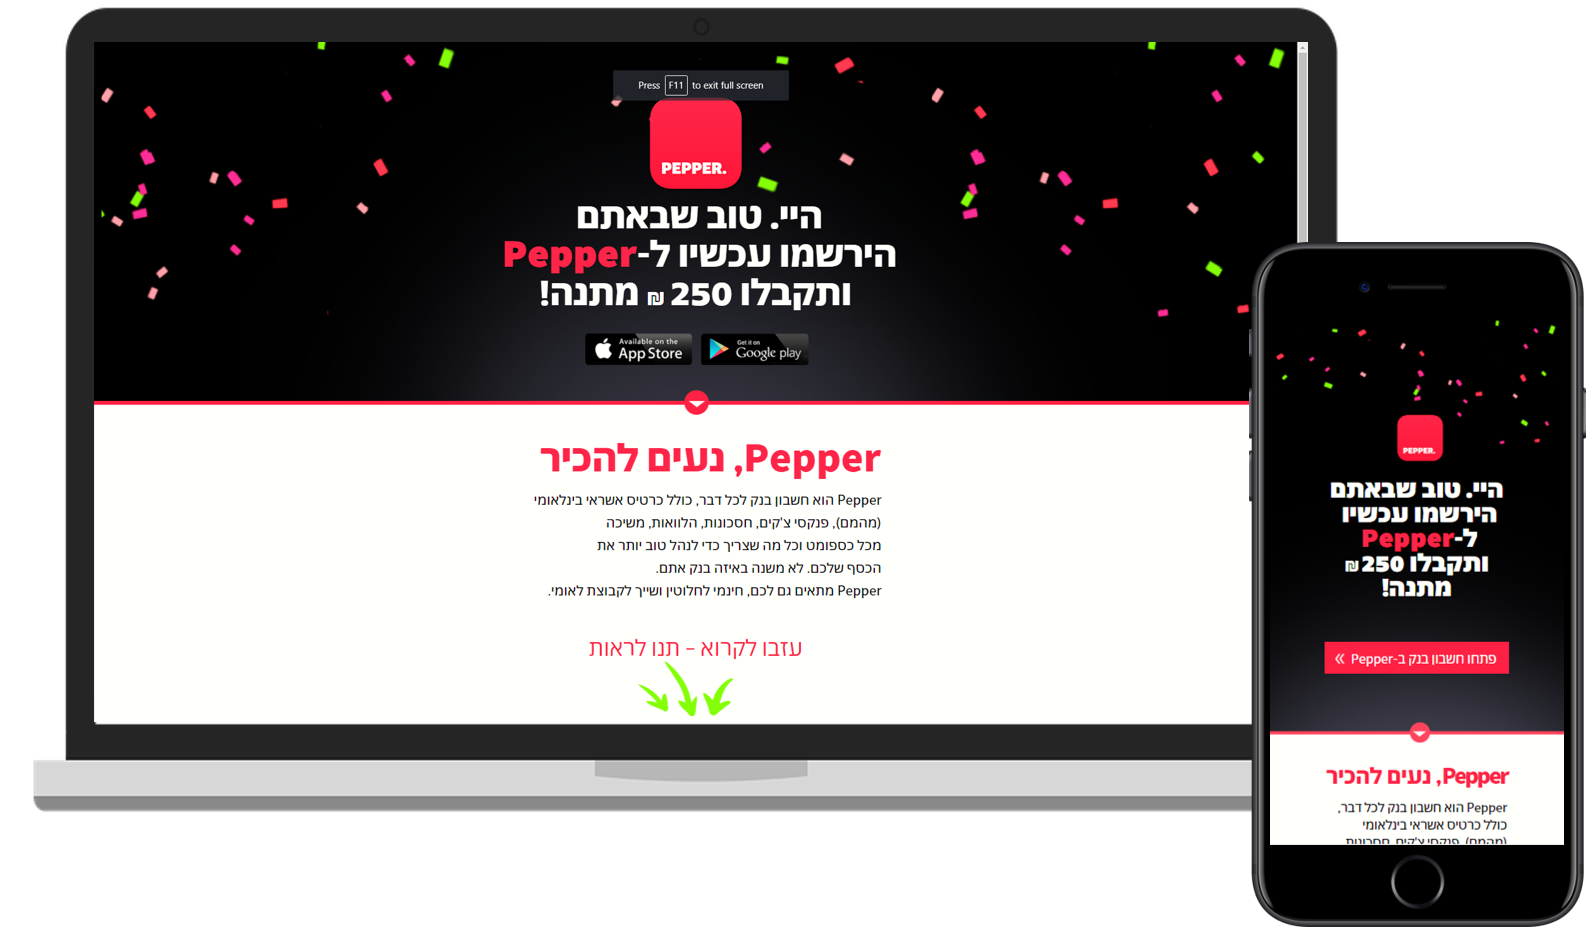 Press F11 to exit full screen
PEPPER.
היי. טוב שבאתם
הירשמו עכשיו ל-Pepper
ותקבלו 250 ₪ מתנה!
Available on the
App Store
Get it on
Google play
Pepper, נעים להכיר
Pepper הוא חשבון בנק לכל דבר, כולל כרטיס אשראי בינלאומי
(מהמם), פנקסי צ'קים, חסכונות, הלוואות, משיכה
מכל כספומט וכל מה שצריך כדי לנהל טוב יותר את
הכסף שלכם. לא משנה באיזה בנק אתם.
Pepper מתאים גם לכם, חינמי לחלוטין ושייך לקבוצת לאומי.
עזבו לקרוא – תנו לראות
PEPPER.
היי. טוב שבאתם
הירשמו עכשיו
ל-Pepper
ותקבלו 250 ₪
מתנה!
פתחו חשבון בנק ב-Pepper »
Pepper, נעים להכיר
Pepper הוא חשבון בנק לכל דבר,
כולל כרטיס אשראי בינלאומי
(מהמם), פנקסי צ'קים, חסכונות